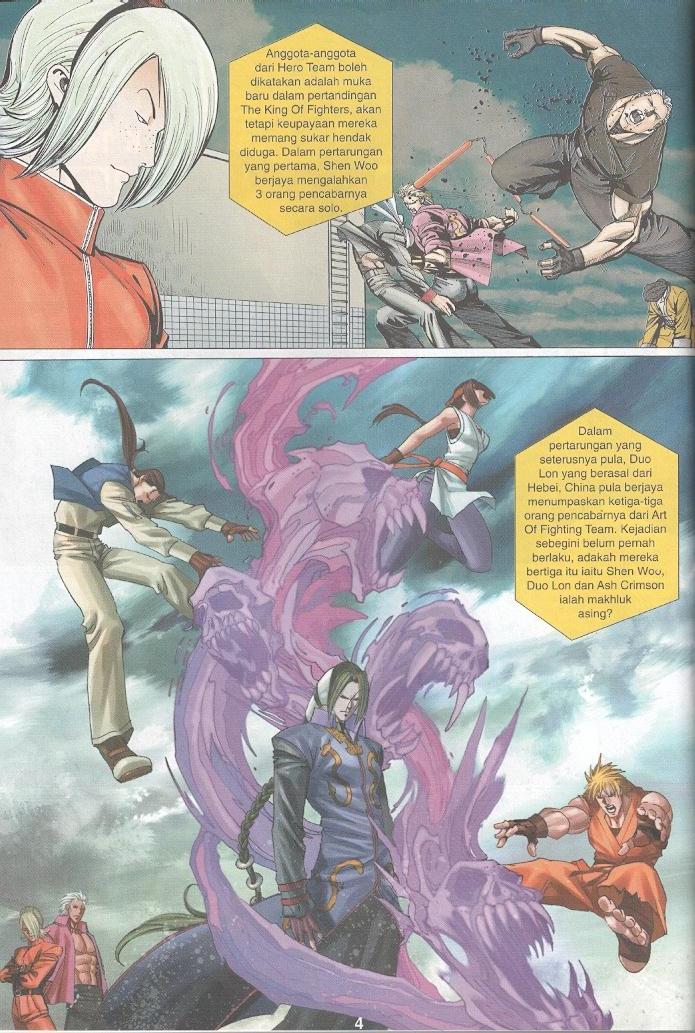 Anggota-anggota
dari Hero Team boleh
dikatakan adalah muka
baru dalam pertandingan
The King Of Fighters, akan
tetapi keupayaan mereka
memang sukar hendak
diduga. Dalam pertarungan
yang pertama, Shen Woo
berjaya mengalahkan
3 orang pencabarnya
secara solo.
Dalam
pertarungan yang
seterusnya pula, Duo
Lon yang berasal dari
Hebei, China pula berjaya
menumpaskan ketiga-tiga
orang pencabarnya dari Art
Of Fighting Team. Kejadian
sebegini belum pernah
berlaku, adakah mereka
bertiga itu iaitu Shen Woo,
Duo Lon dan Ash Crimson
ialah makhluk
asing?
4